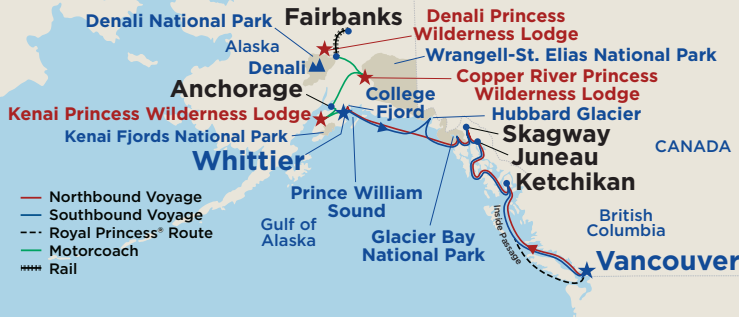 Denali National Park
Fairbanks
Denali Princess
Wilderness Lodge
Alaska
Denali
Wrangell-St. Elias National Park
Copper River Princess
Wilderness Lodge
Anchorage
College
Fjord
Kenai Princess Wilderness Lodge
Hubbard Glacier
Kenai Fjords National Park
Skagway
Whittier
Juneau
CANADA
Ketchikan
Prince William
Sound
Northbound Voyage
Southbound Voyage
Royal Princess® Route
Motorcoach
Rail
Gulf of
Alaska
Glacier Bay
National Park
Inside Passage
British
Columbia
Vancouver